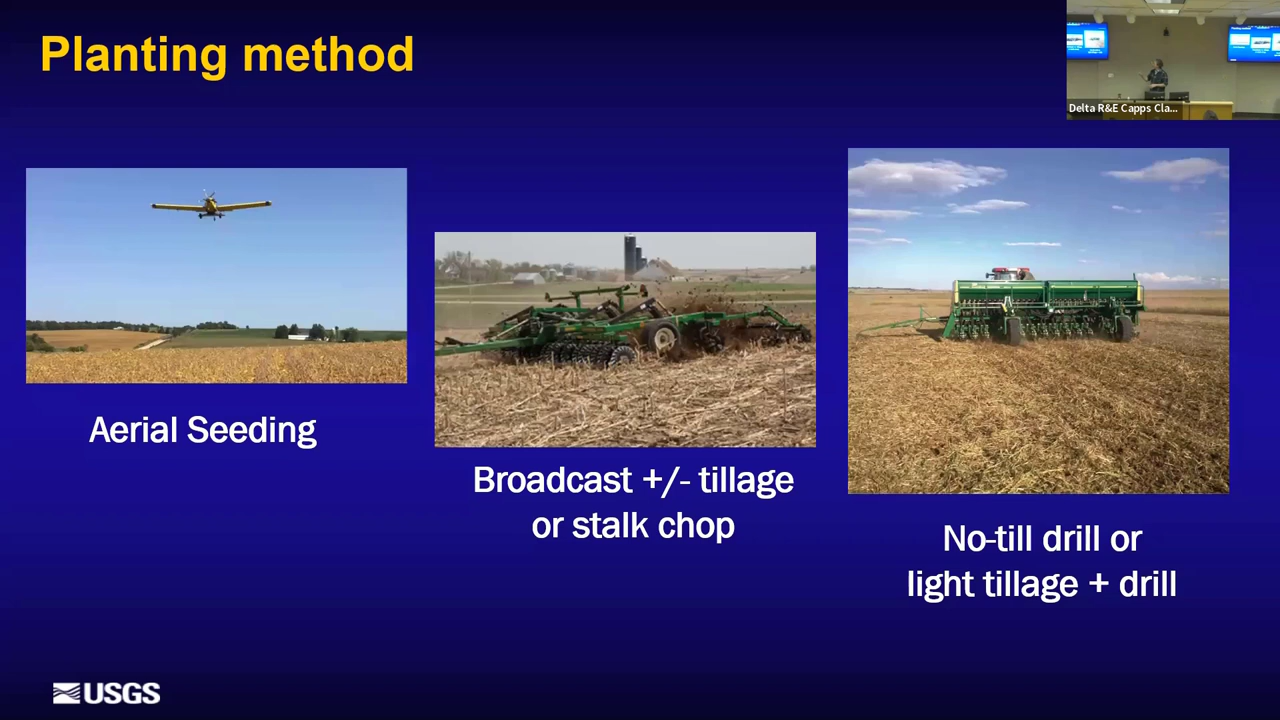 Planting method
Delta R&E Capps Cla...
Aerial Seeding
Broadcast +/- tillage
or stalk chop
No-till drill or
light tillage + drill
USGS